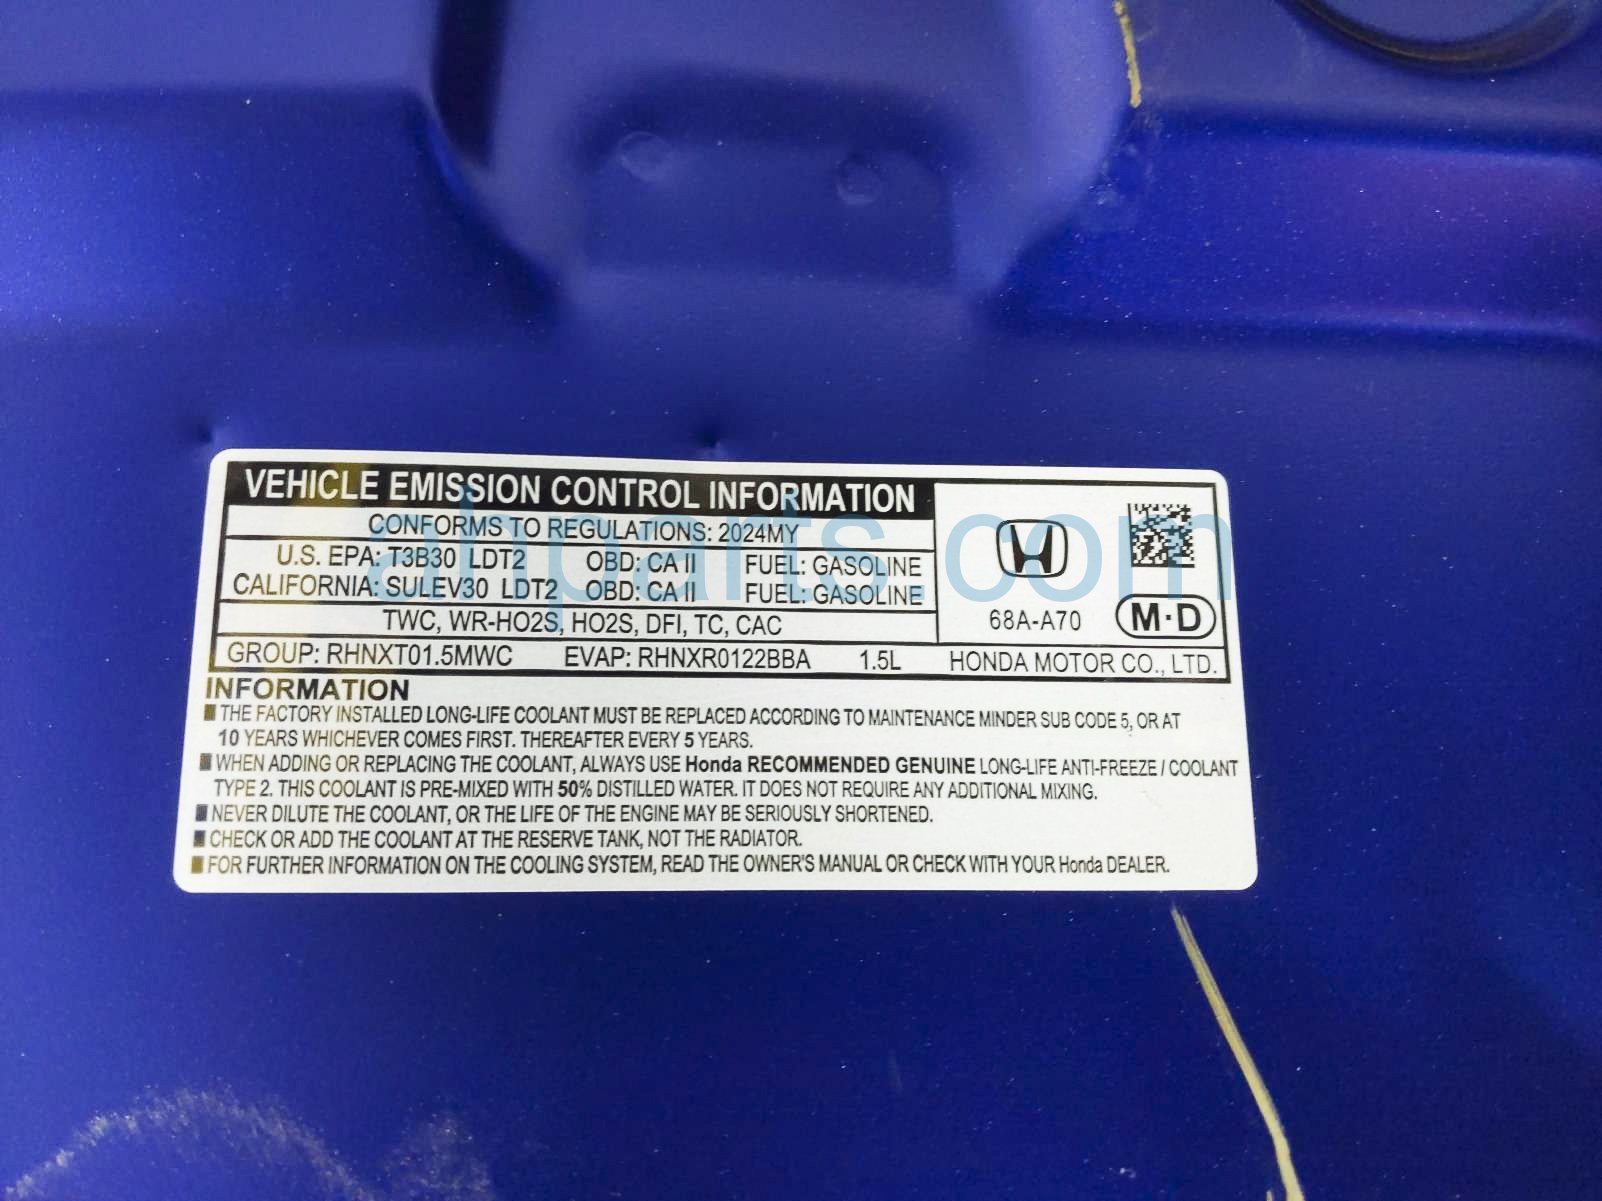 VEHICLE EMISSION CONTROL INFORMATION
CONFORMS TO REGULATIONS: 2024MY
U.S. EPA: T3B30 LDT2 OBD: CA II FUEL: GASOLINE
CALIFORNIA: SULEV30 LDT2 OBD: CA II FUEL: GASOLINE
TWC, WR-HO2S, HO2S, DFI, TC, CAC
68A-A70 M·D
GROUP: RHNXT01.5MWC EVAP: RHNXR0122BBA 1.5L HONDA MOTOR CO., LTD.
INFORMATION
■ THE FACTORY INSTALLED LONG-LIFE COOLANT MUST BE REPLACED ACCORDING TO MAINTENANCE MINDER SUB CODE 5, OR AT
10 YEARS WHICHEVER COMES FIRST. THEREAFTER EVERY 5 YEARS.
■ WHEN ADDING OR REPLACING THE COOLANT, ALWAYS USE Honda RECOMMENDED GENUINE LONG-LIFE ANTI-FREEZE / COOLANT
TYPE 2. THIS COOLANT IS PRE-MIXED WITH 50% DISTILLED WATER. IT DOES NOT REQUIRE ANY ADDITIONAL MIXING.
■ NEVER DILUTE THE COOLANT, OR THE LIFE OF THE ENGINE MAY BE SERIOUSLY SHORTENED.
■ CHECK OR ADD THE COOLANT AT THE RESERVE TANK, NOT THE RADIATOR.
■ FOR FURTHER INFORMATION ON THE COOLING SYSTEM, READ THE OWNER'S MANUAL OR CHECK WITH YOUR Honda DEALER.
ahparts.com